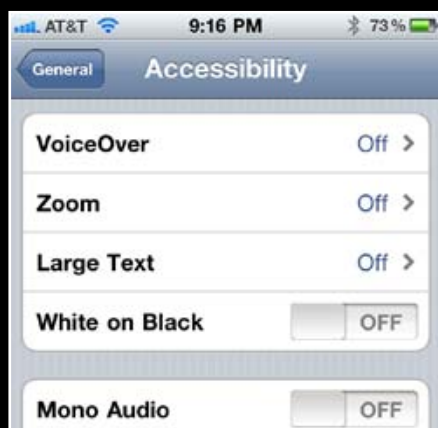 AT&T 9:16 PM 73%
General Accessibility
VoiceOver Off
Zoom Off
Large Text Off
White on Black OFF
Mono Audio OFF